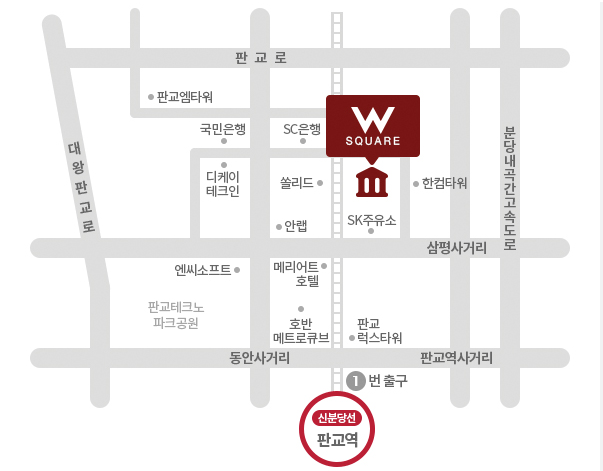 판교로
판교엠타워
국민은행
SC은행
W
SQUARE
분당내곡간고속도로
대왕판교로
디케이
테크인
쏠리드
한컴타워
안랩
SK주유소
삼평사거리
엔씨소프트
메리어트
호텔
판교테크노
파크공원
호반
메트로큐브
판교
럭스타워
동안사거리
판교역사거리
1 번 출구
신분당선
판교역